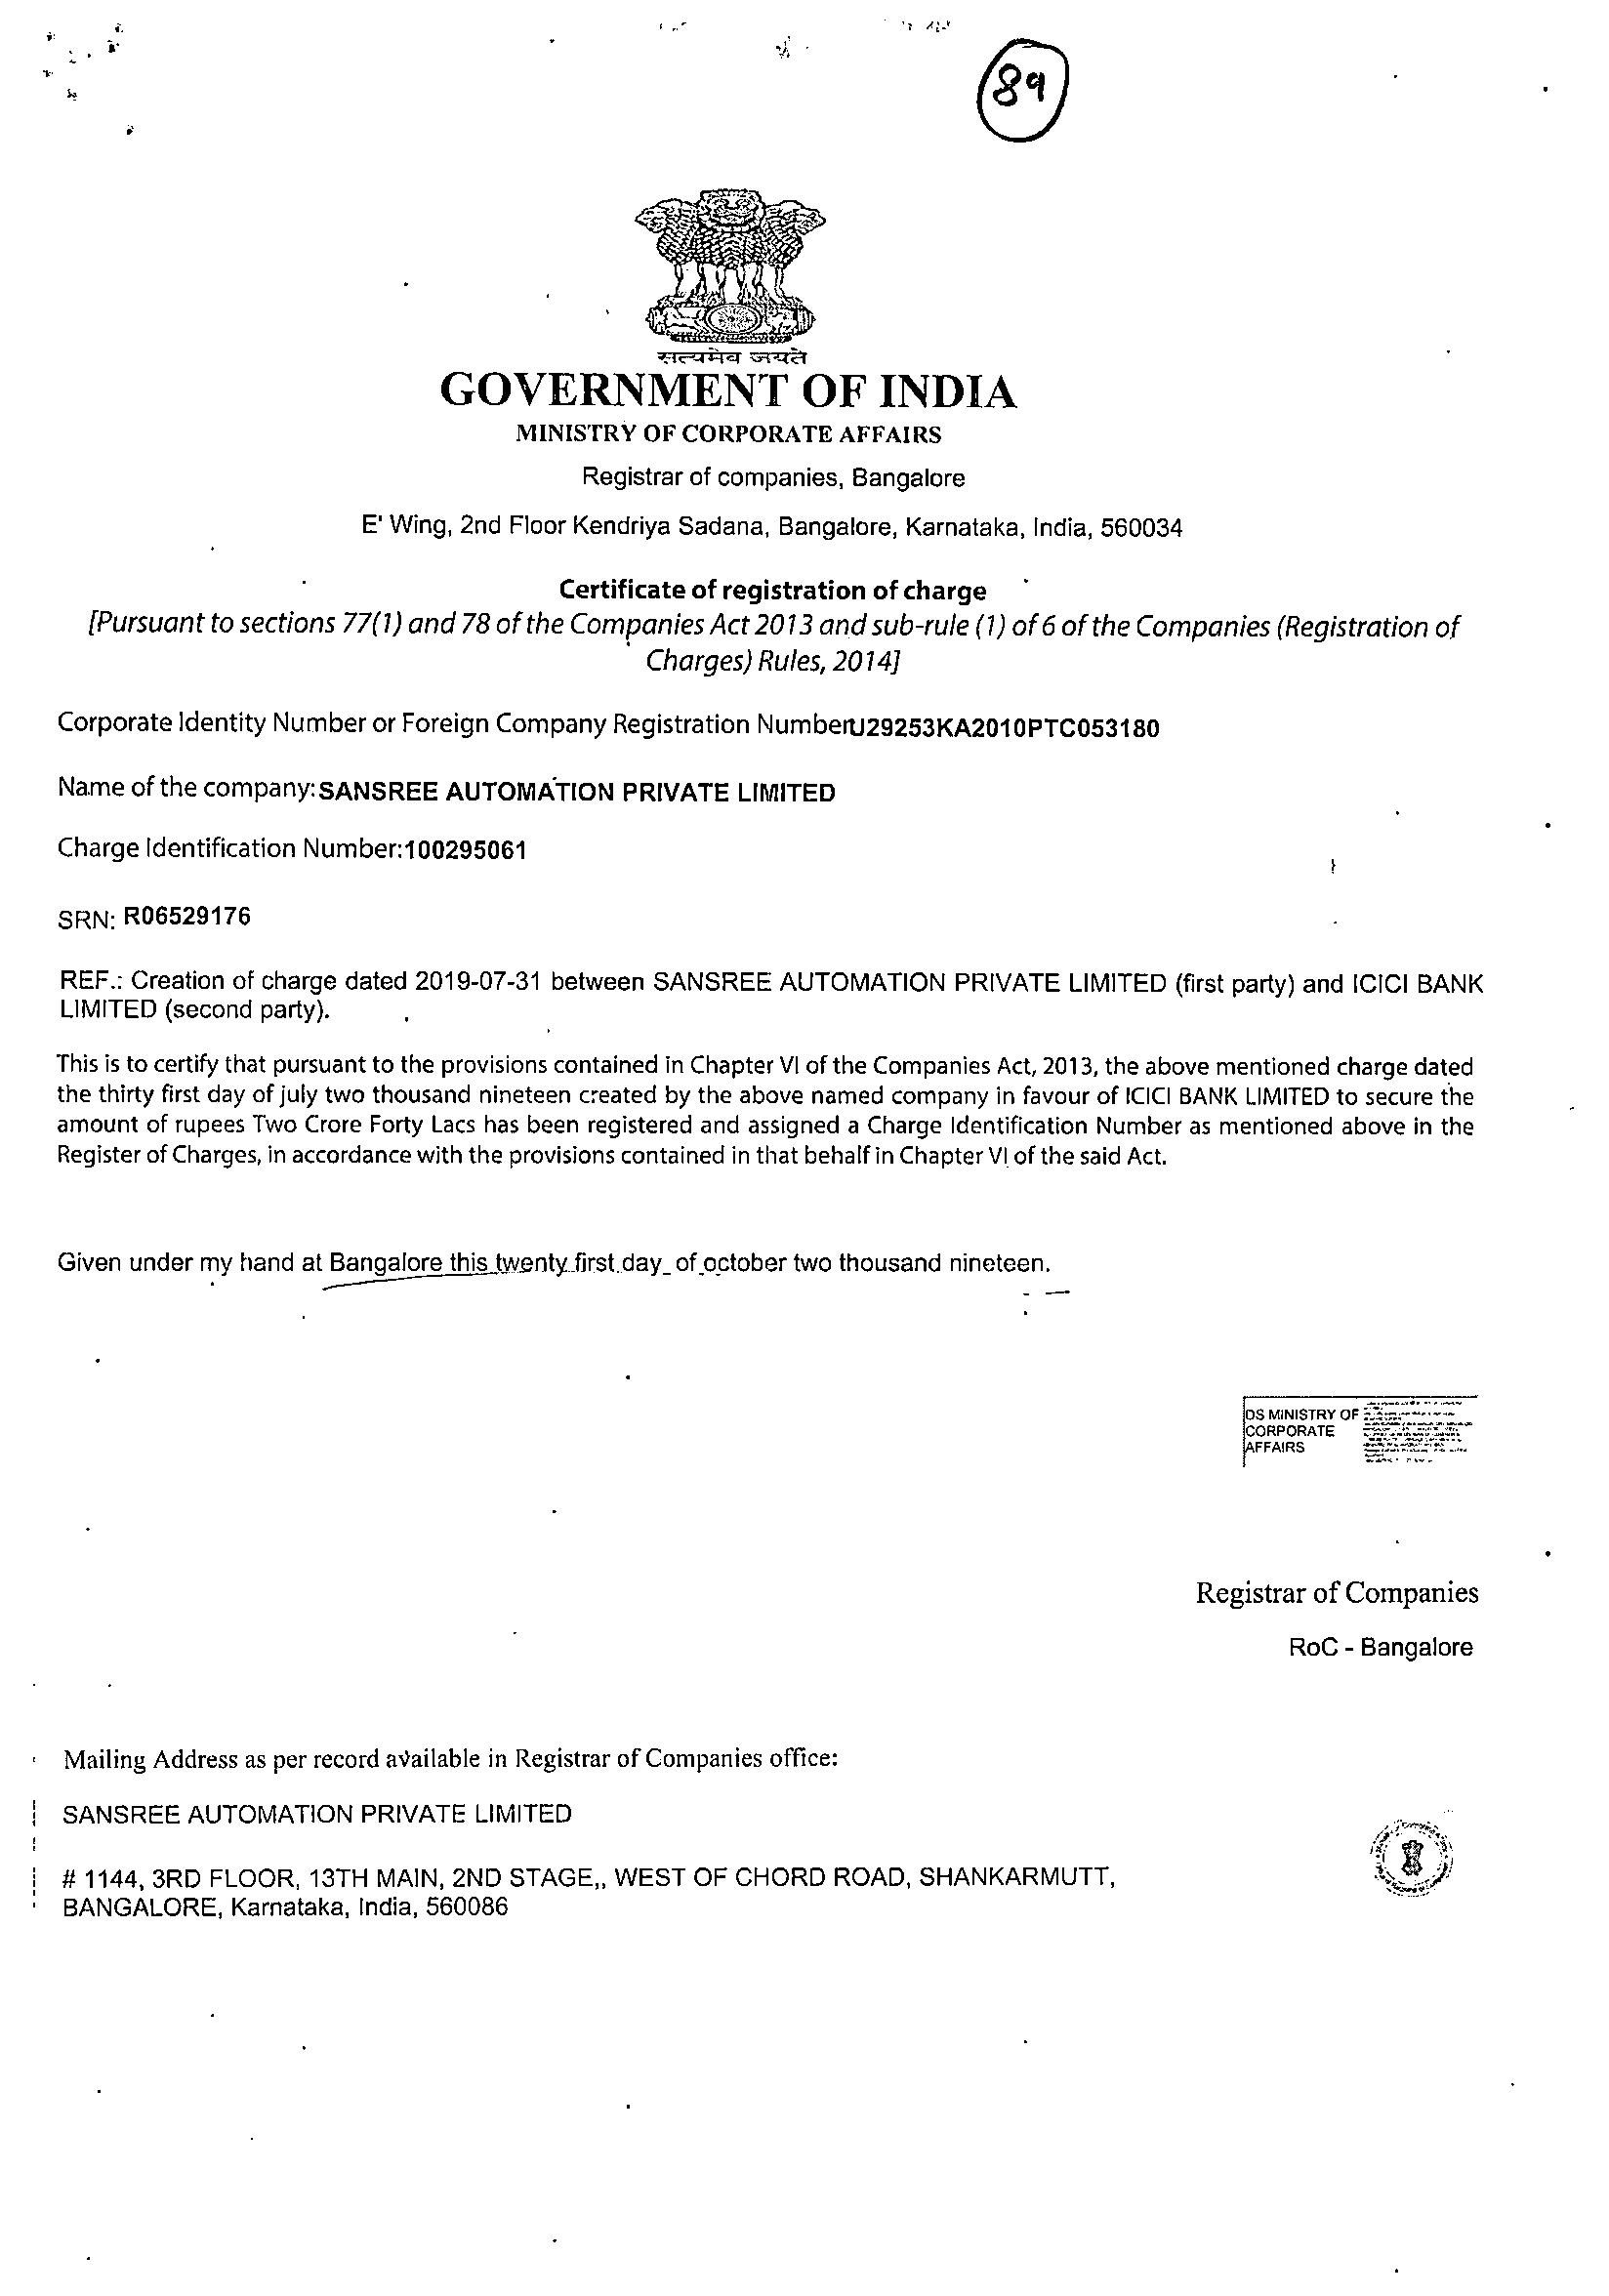 89
सत्यमेव जयते
GOVERNMENT OF INDIA
MINISTRY OF CORPORATE AFFAIRS
Registrar of companies, Bangalore
E' Wing, 2nd Floor Kendriya Sadana, Bangalore, Karnataka, India, 560034
Certificate of registration of charge
[Pursuant to sections 77(1) and 78 of the Companies Act 2013 and sub-rule (1) of 6 of the Companies (Registration of
Charges) Rules, 2014]
Corporate Identity Number or Foreign Company Registration Number:U29253KA2010PTC053180
Name of the company:SANSREE AUTOMATION PRIVATE LIMITED
Charge Identification Number:100295061
SRN: R06529176
REF.: Creation of charge dated 2019-07-31 between SANSREE AUTOMATION PRIVATE LIMITED (first party) and ICICI BANK
LIMITED (second party).
This is to certify that pursuant to the provisions contained in Chapter VI of the Companies Act, 2013, the above mentioned charge dated
the thirty first day of july two thousand nineteen created by the above named company in favour of ICICI BANK LIMITED to secure the
amount of rupees Two Crore Forty Lacs has been registered and assigned a Charge Identification Number as mentioned above in the
Register of Charges, in accordance with the provisions contained in that behalf in Chapter VI of the said Act.
Given under my hand at Bangalore this twenty first day of october two thousand nineteen.
DS MINISTRY OF
CORPORATE
AFFAIRS
Registrar of Companies
RoC - Bangalore
Mailing Address as per record available in Registrar of Companies office:
SANSREE AUTOMATION PRIVATE LIMITED
# 1144, 3RD FLOOR, 13TH MAIN, 2ND STAGE,, WEST OF CHORD ROAD, SHANKARMUTT,
BANGALORE, Karnataka, India, 560086